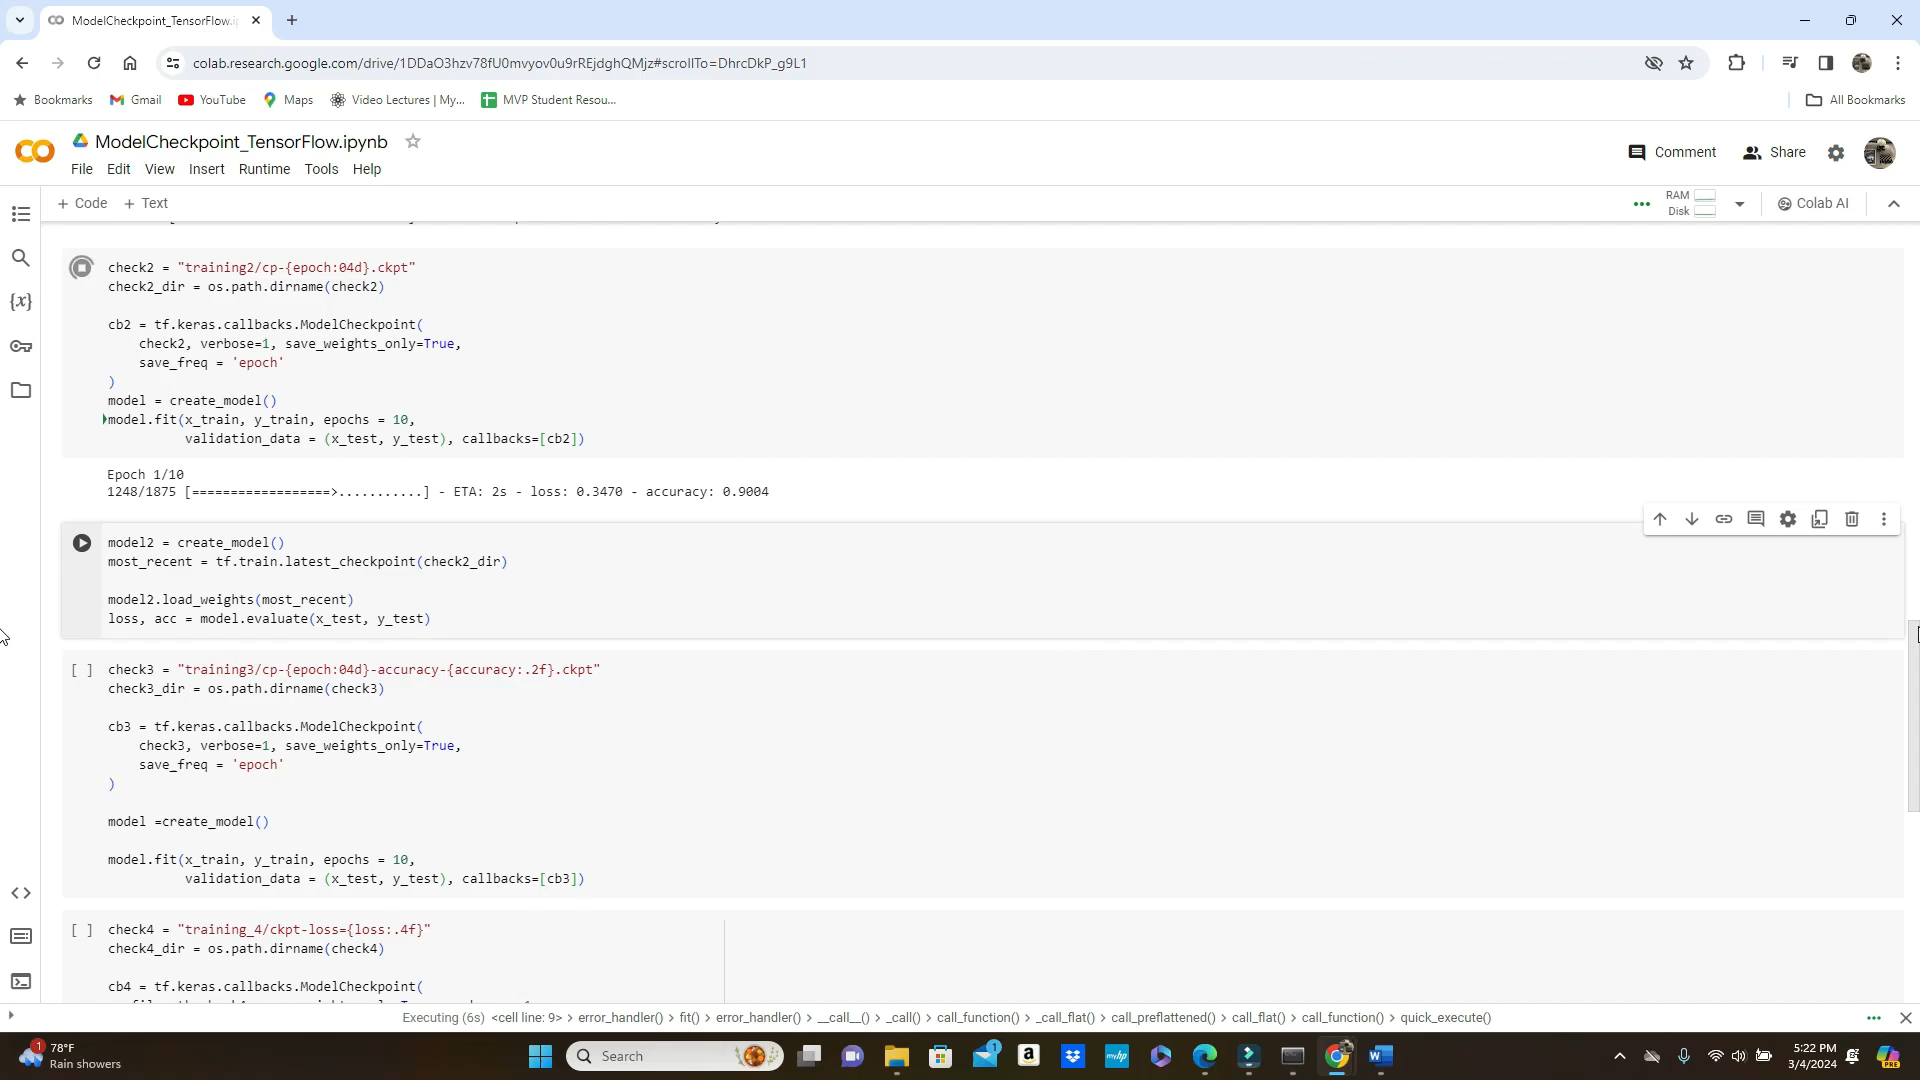 ModelCheckpoint_TensorFlow.ip
colab.research.google.com/drive/1DDaO3hzv78fU0mvyov0u9rREjdghQMjz#scrollTo=DhrcDkP_g9L1
Bookmarks Gmail YouTube Maps Video Lectures | My... MVP Student Resou... All Bookmarks
ModelCheckpoint_TensorFlow.ipynb
Comment Share
File Edit View Insert Runtime Tools Help
+ Code + Text
RAM
Disk
Colab AI
check2 = "training2/cp-{epoch:04d}.ckpt"
check2_dir = os.path.dirname(check2)
cb2 = tf.keras.callbacks.ModelCheckpoint(
check2, verbose=1, save_weights_only=True,
save_freq = 'epoch'
)
model = create_model()
model.fit(x_train, y_train, epochs = 10,
validation_data = (x_test, y_test), callbacks=[cb2])
Epoch 1/10
1248/1875 [==================>...........] - ETA: 2s - loss: 0.3470 - accuracy: 0.9004
model2 = create_model()
most_recent = tf.train.latest_checkpoint(check2_dir)
model2.load_weights(most_recent)
loss, acc = model.evaluate(x_test, y_test)
[ ] check3 = "training3/cp-{epoch:04d}-accuracy-{accuracy:.2f}.ckpt"
check3_dir = os.path.dirname(check3)
cb3 = tf.keras.callbacks.ModelCheckpoint(
check3, verbose=1, save_weights_only=True,
save_freq = 'epoch'
)
model =create_model()
model.fit(x_train, y_train, epochs = 10,
validation_data = (x_test, y_test), callbacks=[cb3])
[ ] check4 = "training_4/ckpt-loss={loss:.4f}"
check4_dir = os.path.dirname(check4)
cb4 = tf.keras.callbacks.ModelCheckpoint(
Executing (6s) <cell line: 9> > error_handler() > fit() > error_handler() > __call__() > _call() > call_function() > _call_flat() > call_preflattened() > call_flat() > call_function() > quick_execute()
78°F
Rain showers
Search
5:22 PM
3/4/2024